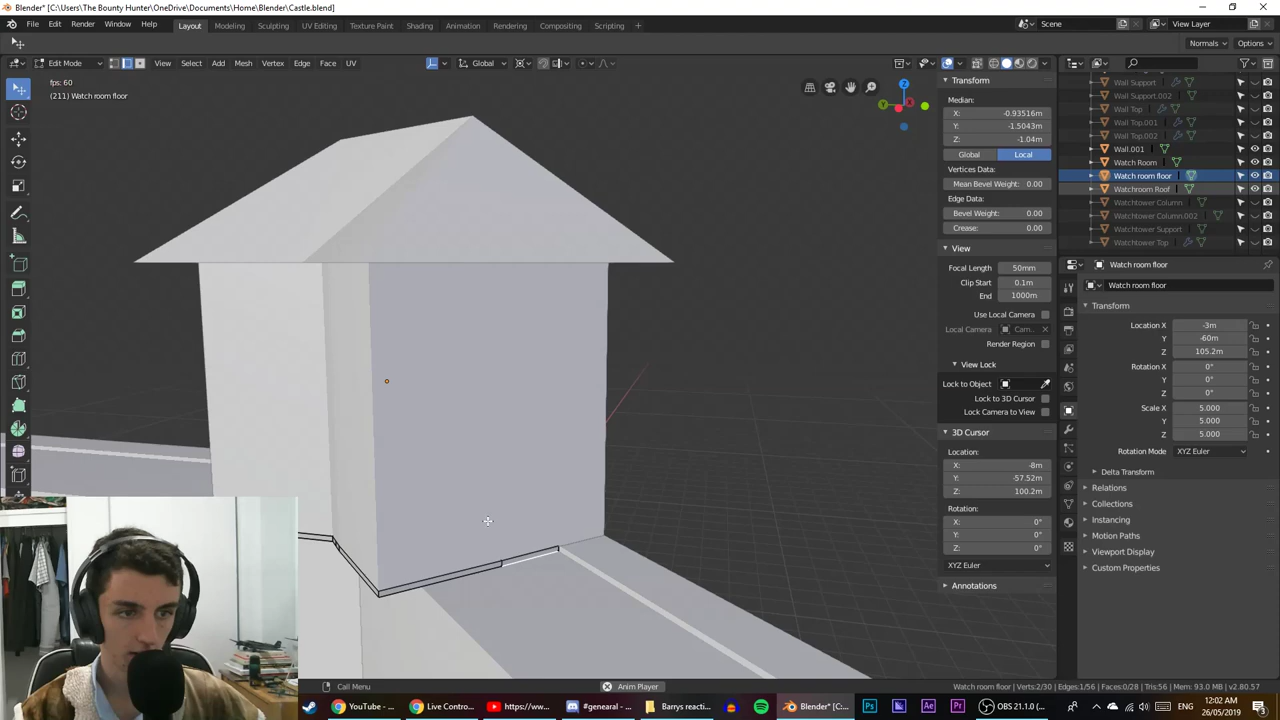 Blender* [C:\Users\The Bounty Hunter\OneDrive\Documents\Home\Blender\Castle.blend]
File Edit Render Window Help Layout Modeling Sculpting UV Editing Texture Paint Shading Animation Rendering Compositing Scripting + Scene View Layer
Normals Options
Edit Mode View Select Add Mesh Vertex Edge Face UV Global
fps: 60
(211) Watch room floor
Z
Y
X
Transform
Median:
X: -0.93516m
Y: -1.5043m
Z: -1.04m
Global Local
Vertices Data:
Mean Bevel Weight: 0.00
Edge Data:
Bevel Weight: 0.00
Crease: 0.00
View
Focal Length 50mm
Clip Start 0.1m
End 1000m
Use Local Camera
Local Camera Cam...
Render Region
View Lock
Lock to Object
Lock to 3D Cursor
Lock Camera to View
3D Cursor
Location:
X: -8m
Y: -57.52m
Z: 100.2m
Rotation:
X: 0°
Y: 0°
Z: 0°
XYZ Euler
Annotations
Wall Support
Wall Support.002
Wall Top
Wall Top.001
Wall Top.002
Wall.001
Watch Room
Watch room floor
Watchroom Roof
Watchtower Column
Watchtower Column.002
Watchtower Support
Watchtower Top
Watch room floor
Watch room floor
Transform
Location X -3m
Y -60m
Z 105.2m
Rotation X 0°
Y 0°
Z 0°
Scale X 5.000
Y 5.000
Z 5.000
Rotation Mode XYZ Euler
Delta Transform
Relations
Collections
Instancing
Motion Paths
Viewport Display
Custom Properties
Call Menu Anim Player Watch room floor | Verts:2/30 | Edges:1/56 | Faces:0/28 | Tris:56 | Mem: 93.0 MB | v2.80.57
YouTube - ... Live Contro... https://ww... #genearal - ... Barrys reacti... Blender* [C:... Ps Me Ae Pr OBS 21.1.0 (... 12:02 AM
26/05/2019